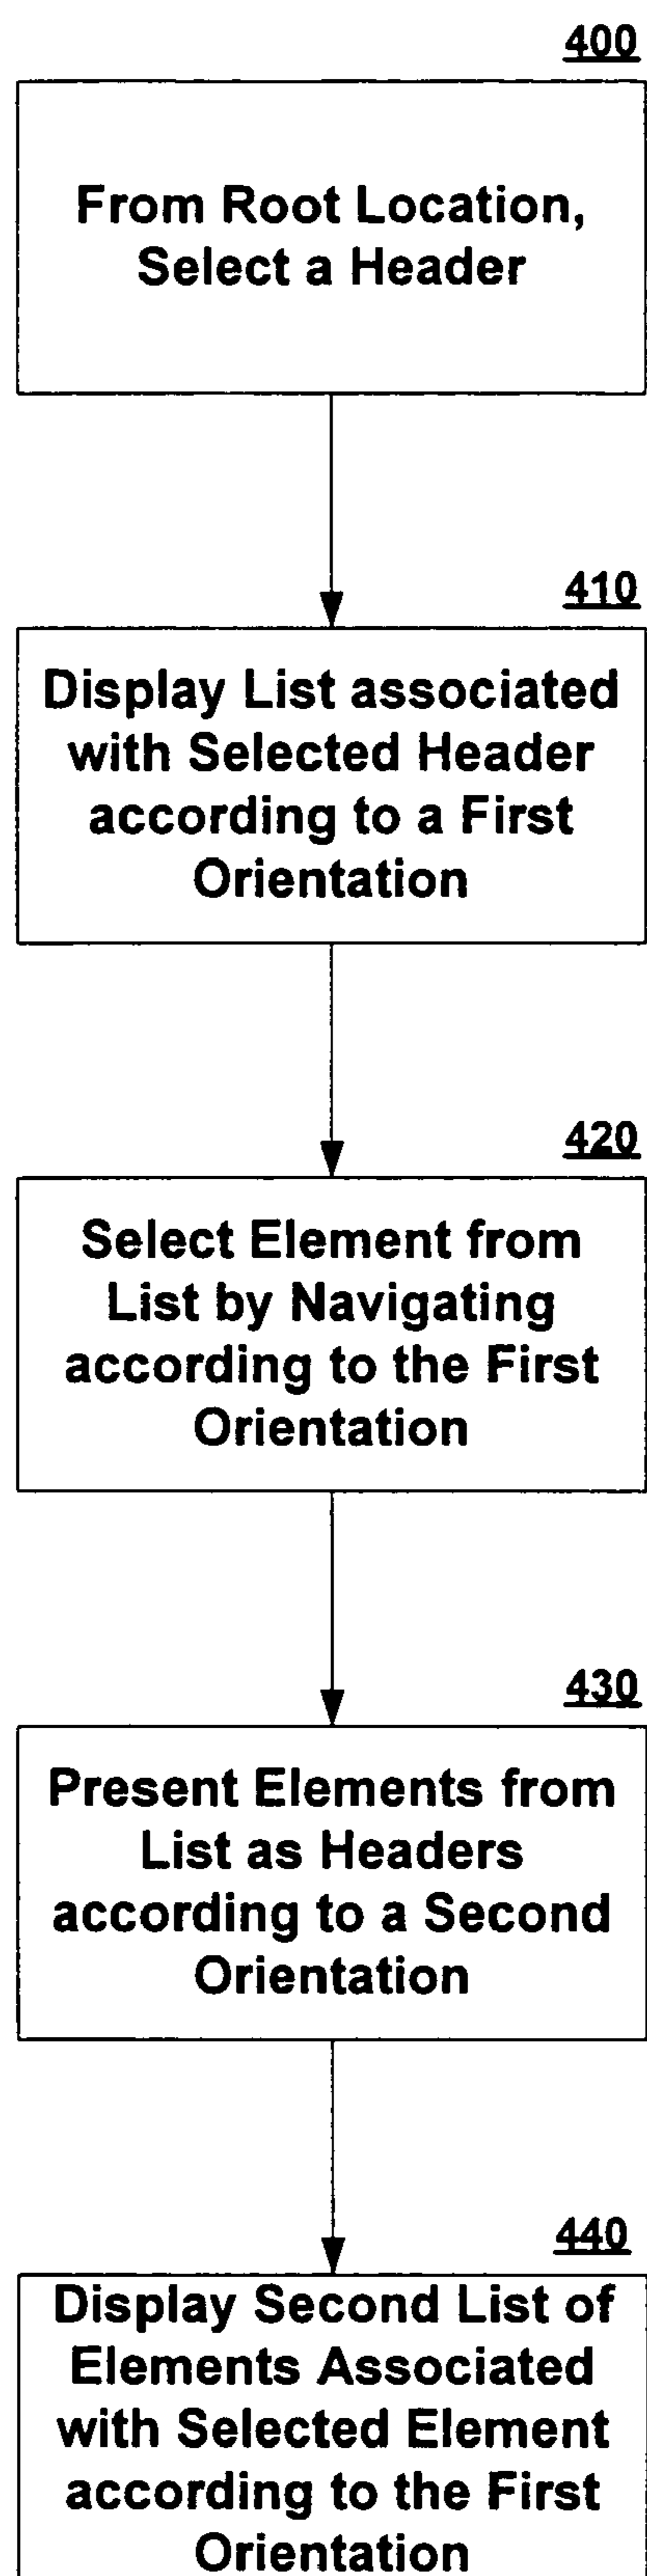 400
From Root Location,
Select a Header
410
Display List associated
with Selected Header
according to a First
Orientation
420
Select Element from
List by Navigating
according to the First
Orientation
430
Present Elements from
List as Headers
according to a Second
Orientation
440
Display Second List of
Elements Associated
with Selected Element
according to the First
Orientation